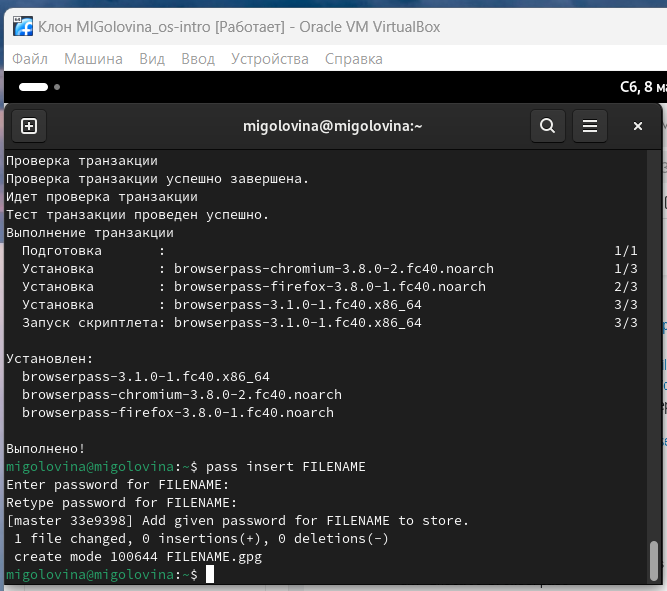 Клон MIGolovina_os-intro [Работает] - Oracle VM VirtualBox
Файл Машина Вид Ввод Устройства Справка
Сб, 8 ма
migolovina@migolovina:~
Проверка транзакции
Проверка транзакции успешно завершена.
Идет проверка транзакции
Тест транзакции проведен успешно.
Выполнение транзакции
  Подготовка       :                                                        1/1
  Установка        : browserpass-chromium-3.8.0-2.fc40.noarch               1/3
  Установка        : browserpass-firefox-3.8.0-1.fc40.noarch                2/3
  Установка        : browserpass-3.1.0-1.fc40.x86_64                        3/3
  Запуск скриптлета: browserpass-3.1.0-1.fc40.x86_64                        3/3
Установлен:
  browserpass-3.1.0-1.fc40.x86_64
  browserpass-chromium-3.8.0-2.fc40.noarch
  browserpass-firefox-3.8.0-1.fc40.noarch
Выполнено!
migolovina@migolovina:~$ pass insert FILENAME
Enter password for FILENAME:
Retype password for FILENAME:
[master 33e9398] Add given password for FILENAME to store.
 1 file changed, 0 insertions(+), 0 deletions(-)
 create mode 100644 FILENAME.gpg
migolovina@migolovina:~$